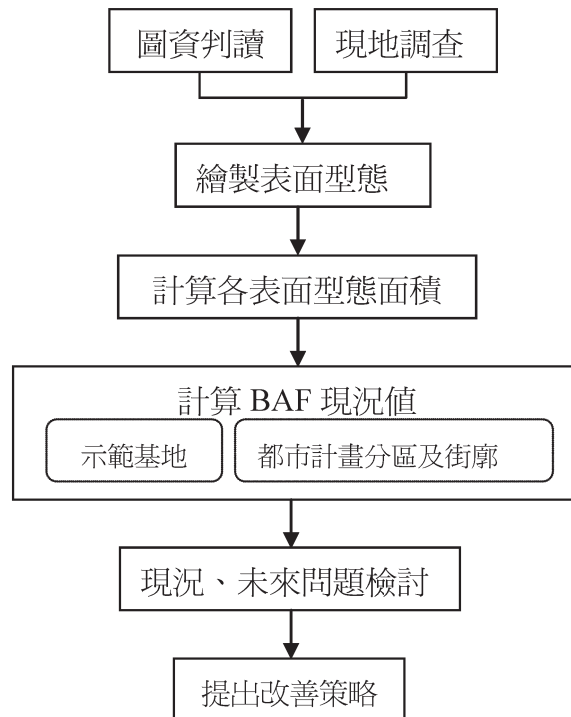 圖資判讀
現地調查
繪製表面型態
計算各表面型態面積
計算 BAF 現況值
示範基地
都市計畫分區及街廓
現況、未來問題檢討
提出改善策略